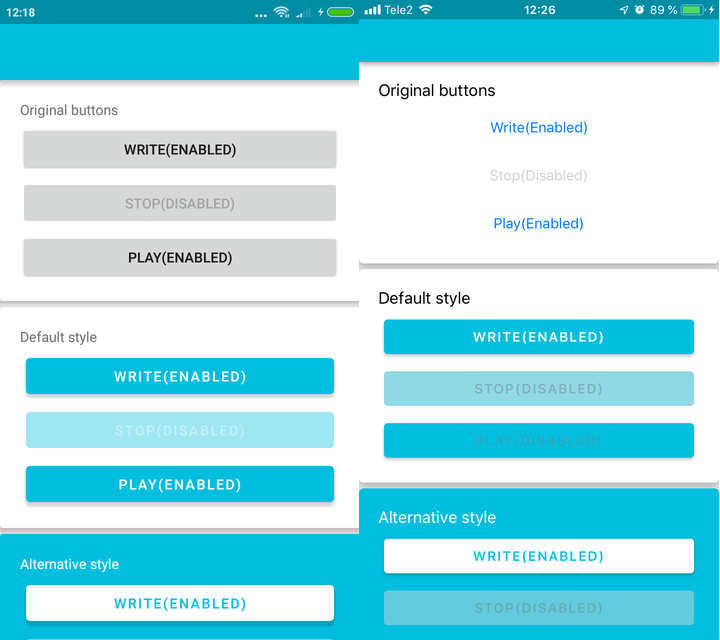 12:18
Original buttons
WRITE(ENABLED)
STOP(DISABLED)
PLAY(ENABLED)
Default style
WRITE(ENABLED)
STOP(DISABLED)
PLAY(ENABLED)
Alternative style
WRITE(ENABLED)
Tele2 12:26 89 %
Original buttons
Write(Enabled)
Stop(Disabled)
Play(Enabled)
Default style
WRITE(ENABLED)
STOP(DISABLED)
PLAY(DISABLED)
Alternative style
WRITE(ENABLED)
STOP(DISABLED)